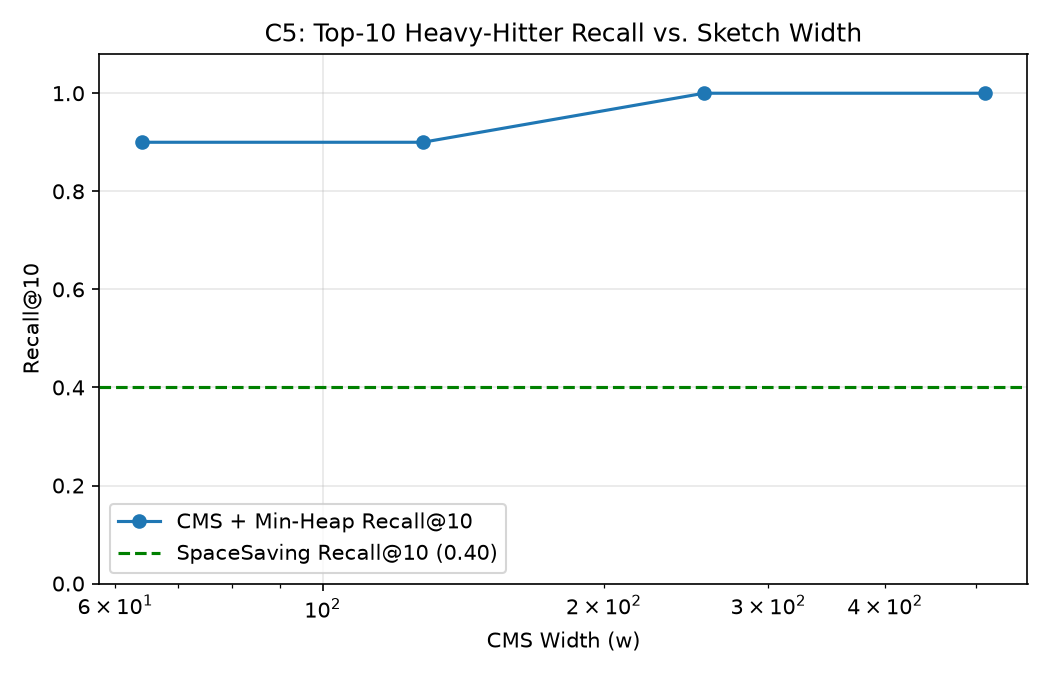 C5: Top-10 Heavy-Hitter Recall vs. Sketch Width
Recall@10
1.0
0.8
0.6
0.4
0.2
0.0
CMS + Min-Heap Recall@10
SpaceSaving Recall@10 (0.40)
6 × 10¹
10²
2 × 10²
3 × 10²
4 × 10²
CMS Width (w)